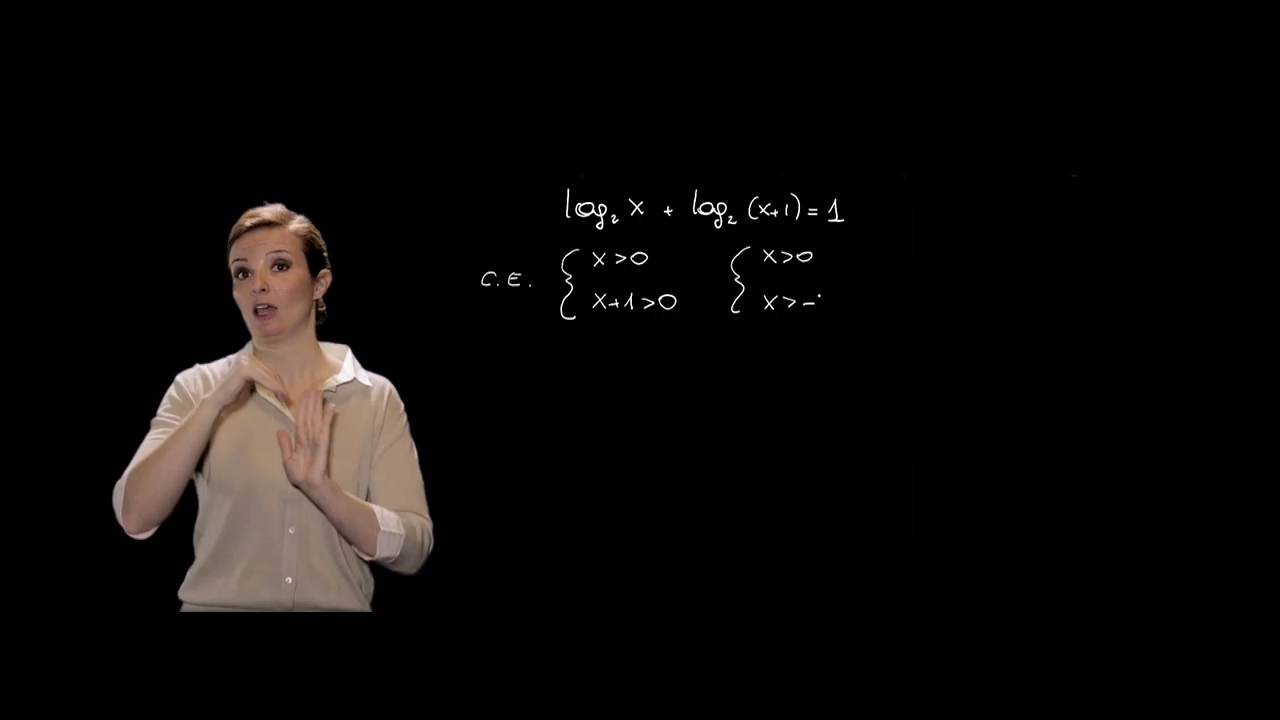 log₂ x + log₂ (x+1) = 1
C.E. { x>0 { x>0
x+1>0 x>-